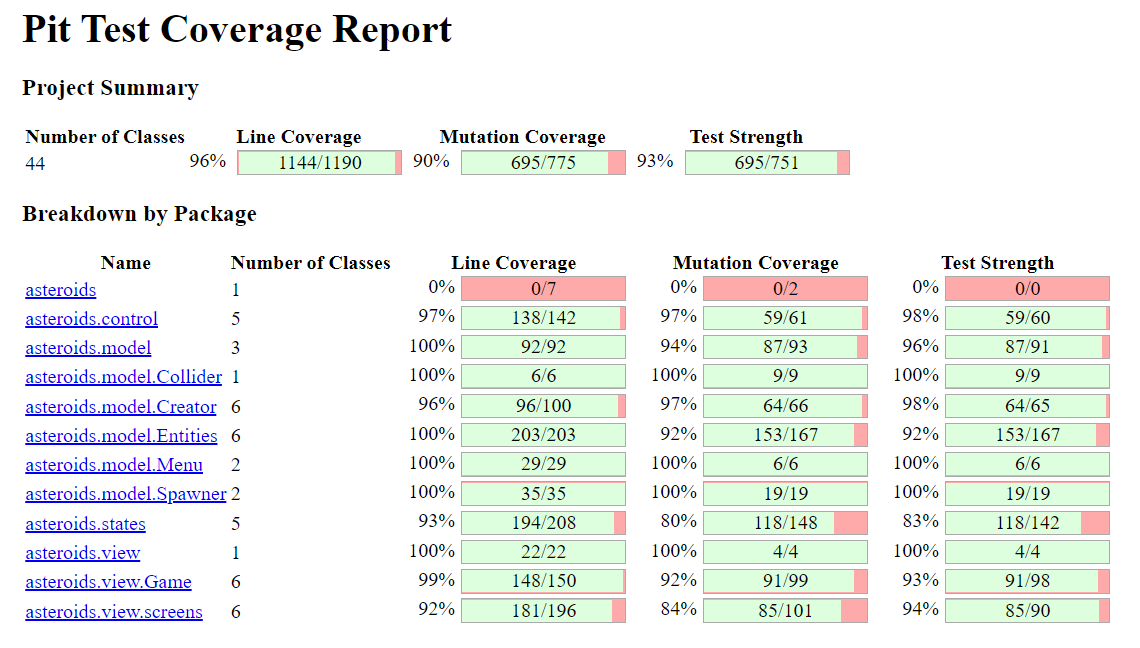 Pit Test Coverage Report
Project Summary
Number of Classes Line Coverage Mutation Coverage Test Strength
44 96% 1144/1190 90% 695/775 93% 695/751
Breakdown by Package
Name Number of Classes Line Coverage Mutation Coverage Test Strength
asteroids 1 0% 0/7 0% 0/2 0% 0/0
asteroids.control 5 97% 138/142 97% 59/61 98% 59/60
asteroids.model 3 100% 92/92 94% 87/93 96% 87/91
asteroids.model.Collider 1 100% 6/6 100% 9/9 100% 9/9
asteroids.model.Creator 6 96% 96/100 97% 64/66 98% 64/65
asteroids.model.Entities 6 100% 203/203 92% 153/167 92% 153/167
asteroids.model.Menu 2 100% 29/29 100% 6/6 100% 6/6
asteroids.model.Spawner 2 100% 35/35 100% 19/19 100% 19/19
asteroids.states 5 93% 194/208 80% 118/148 83% 118/142
asteroids.view 1 100% 22/22 100% 4/4 100% 4/4
asteroids.view.Game 6 99% 148/150 92% 91/99 93% 91/98
asteroids.view.screens 6 92% 181/196 84% 85/101 94% 85/90